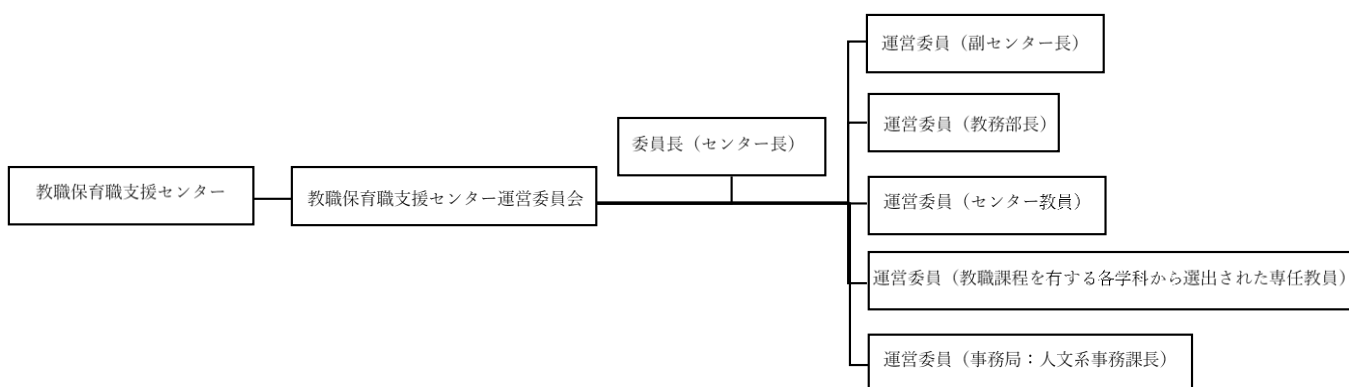 教職保育職支援センター
教職保育職支援センター運営委員会
委員長（センター長）
運営委員（副センター長）
運営委員（教務部長）
運営委員（センター教員）
運営委員（教職課程を有する各学科から選出された専任教員）
運営委員（事務局：人文系事務課長）